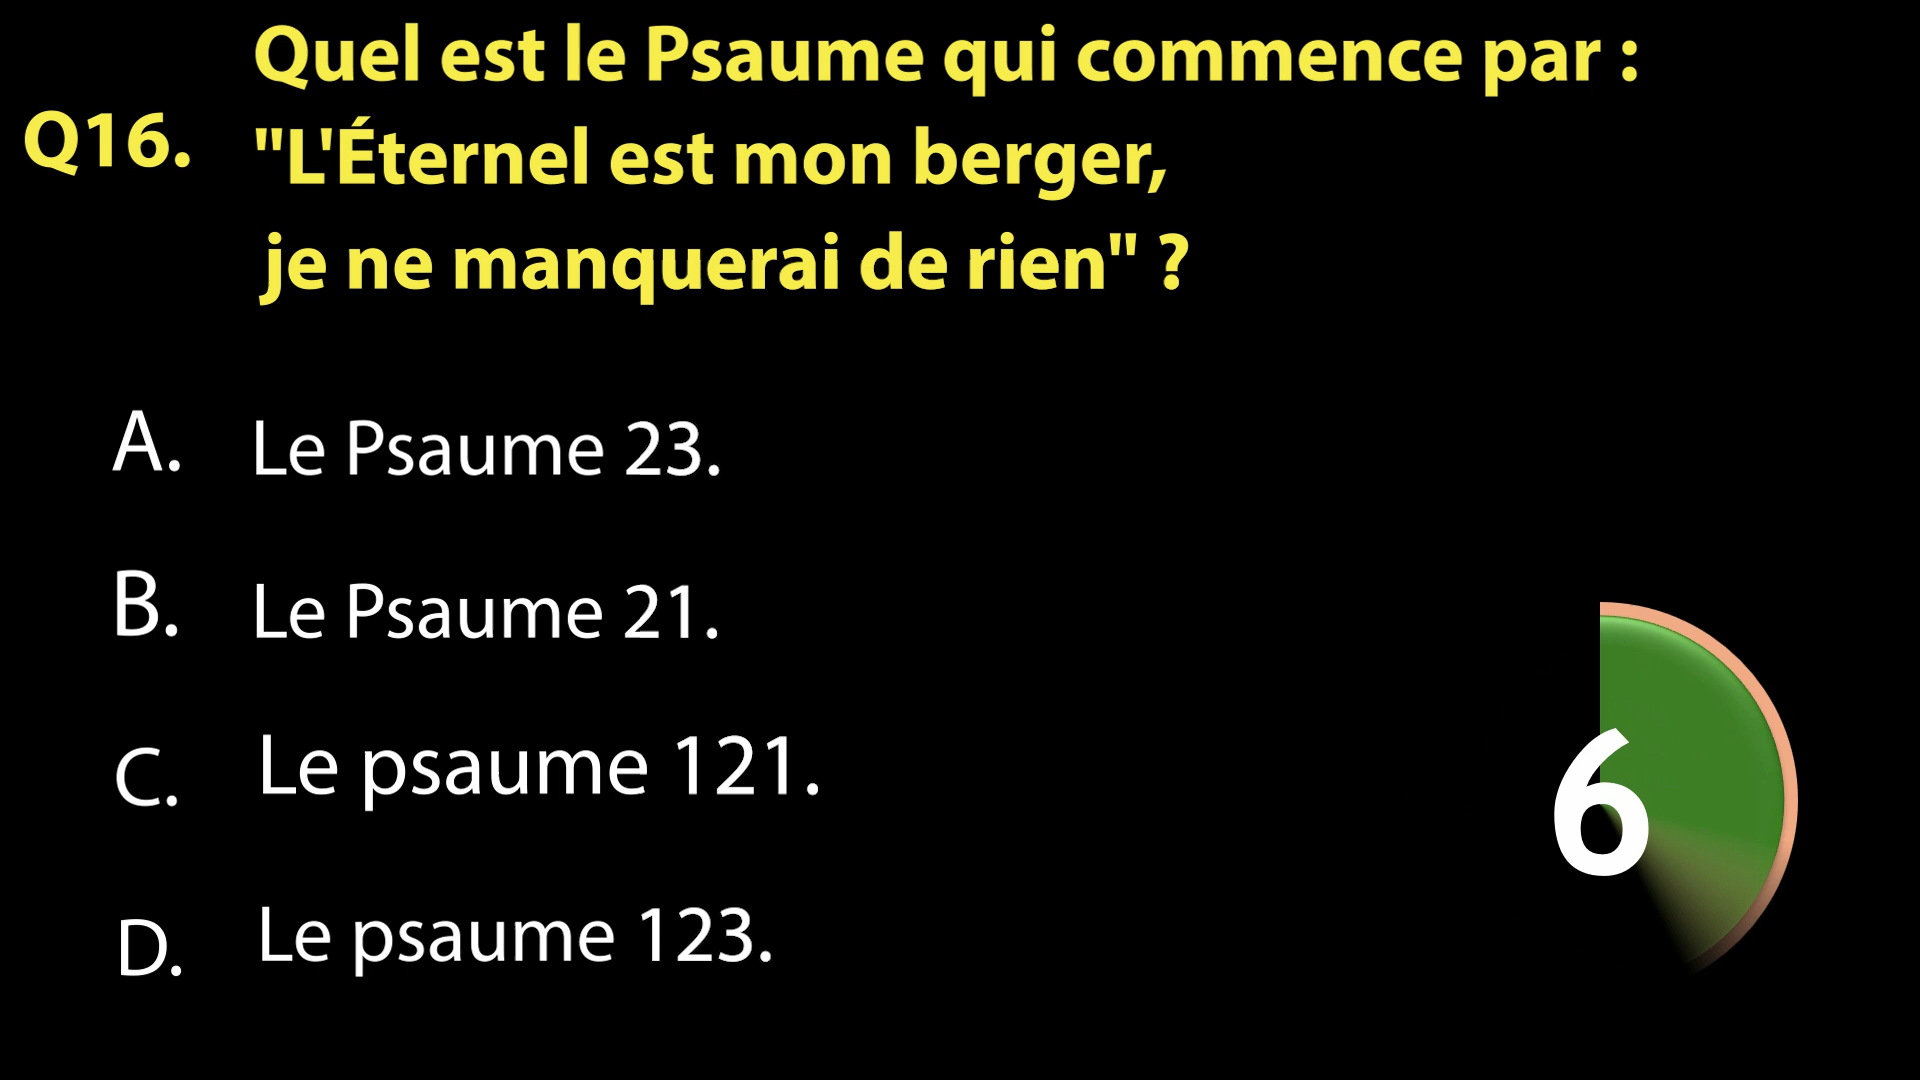 Quel est le Psaume qui commence par :
Q16. "L'Éternel est mon berger,
je ne manquerai de rien" ?
A. Le Psaume 23.
B. Le Psaume 21.
C. Le psaume 121.
6
D. Le psaume 123.